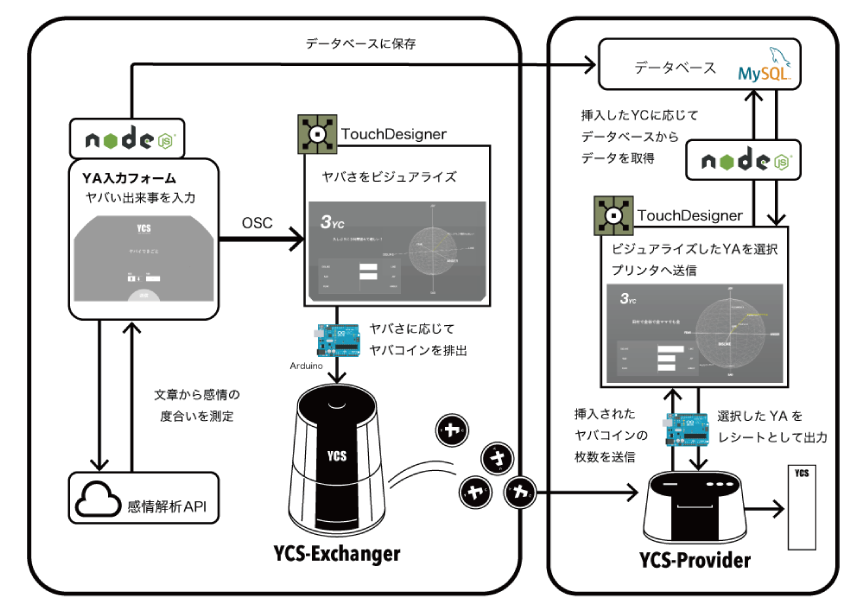 データベースに保存
node JS
YA入力フォーム
ヤバい出来事を入力
YCS
OSC
TouchDesigner
ヤバさをビジュアライズ
3YC
ヤバさに応じて
ヤバコインを排出
Arduino
文章から感情の
度合いを測定
感情解析API
YCS
YCS-Exchanger
データベース
MySQL
挿入したYCに応じて
データベースから
データを取得
node JS
TouchDesigner
ビジュアライズしたYAを選択
プリンタへ送信
3YC
挿入された
ヤバコインの
枚数を送信
選択した YA を
レシートとして出力
YCS
YCS-Provider